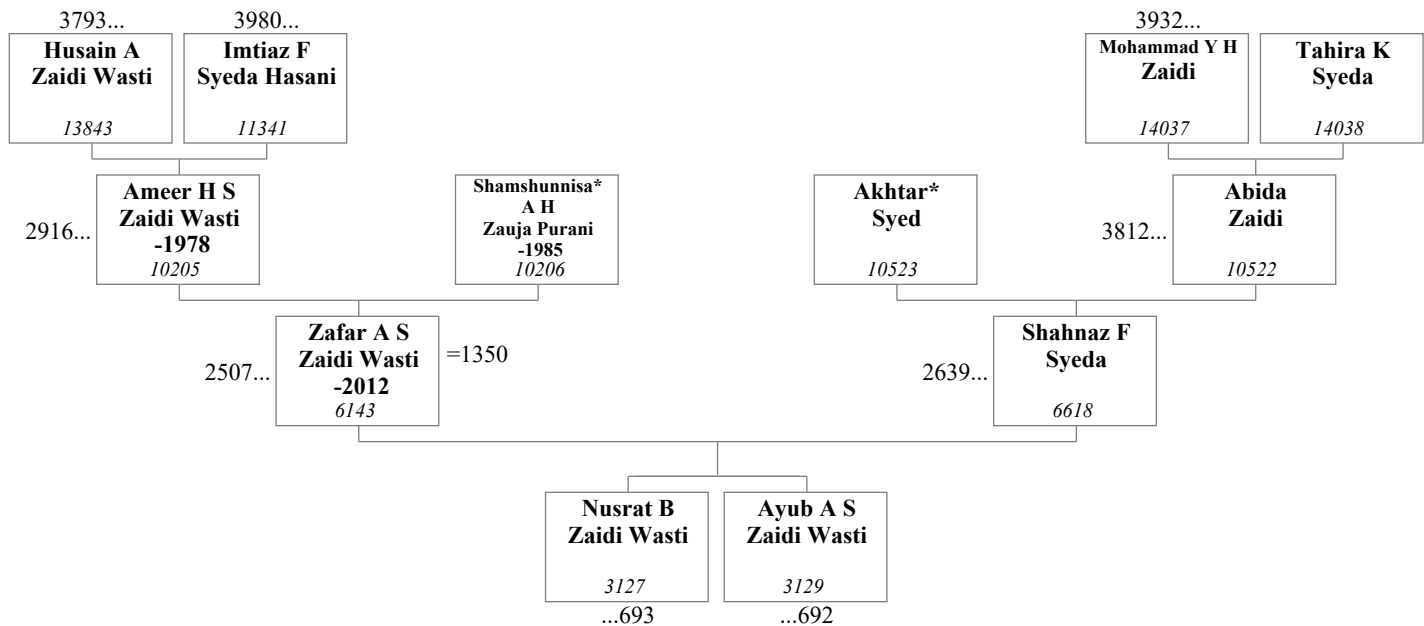 3793...
3980...
3932...
Husain A
Zaidi Wasti
13843
Imtiaz F
Syeda Hasani
11341
Mohammad Y H
Zaidi
14037
Tahira K
Syeda
14038
2916...
Ameer H S
Zaidi Wasti
-1978
10205
Shamshunnisa*
A H
Zauja Purani
-1985
10206
Akhtar*
Syed
10523
3812...
Abida
Zaidi
10522
2507...
Zafar A S
Zaidi Wasti
-2012
6143
=1350
2639...
Shahnaz F
Syeda
6618
Nusrat B
Zaidi Wasti
3127
...693
Ayub A S
Zaidi Wasti
3129
...692